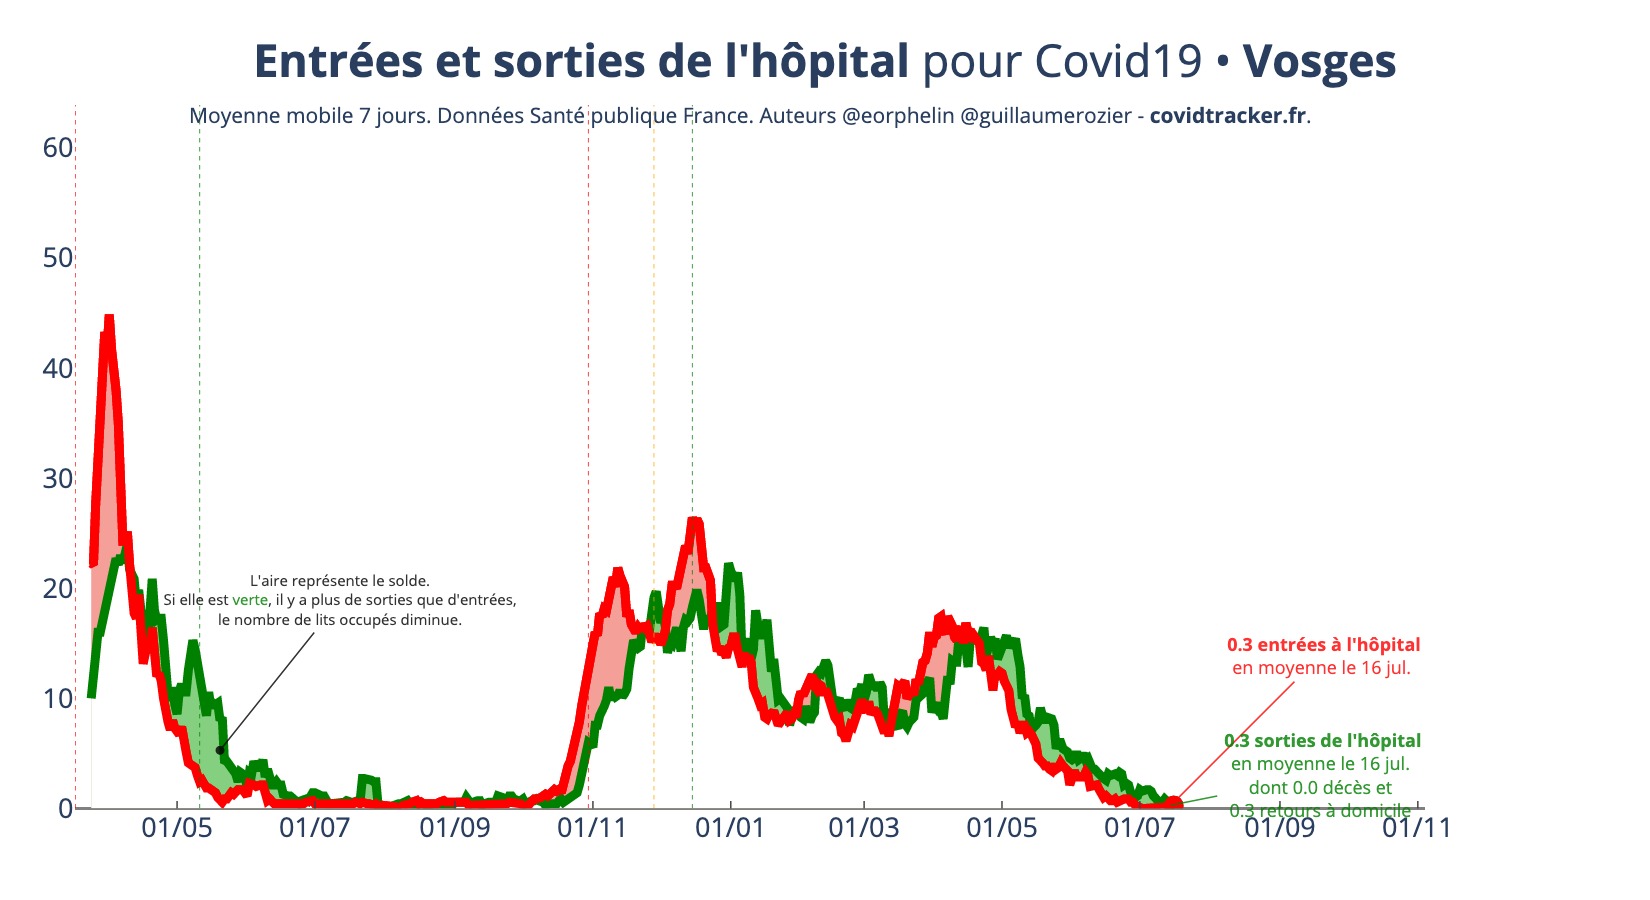 Entrées et sorties de l'hôpital pour Covid19 • Vosges
Moyenne mobile 7 jours. Données Santé publique France. Auteurs @eorphelin @guillaumerozier - covidtracker.fr.
60
50
40
30
20
10
0
L'aire représente le solde.
Si elle est verte, il y a plus de sorties que d'entrées,
le nombre de lits occupés diminue.
0.3 entrées à l'hôpital
en moyenne le 16 jul.
0.3 sorties de l'hôpital
en moyenne le 16 jul.
dont 0.0 décès et
0.3 retours à domicile
01/05 01/07 01/09 01/11 01/01 01/03 01/05 01/07 01/09 01/11